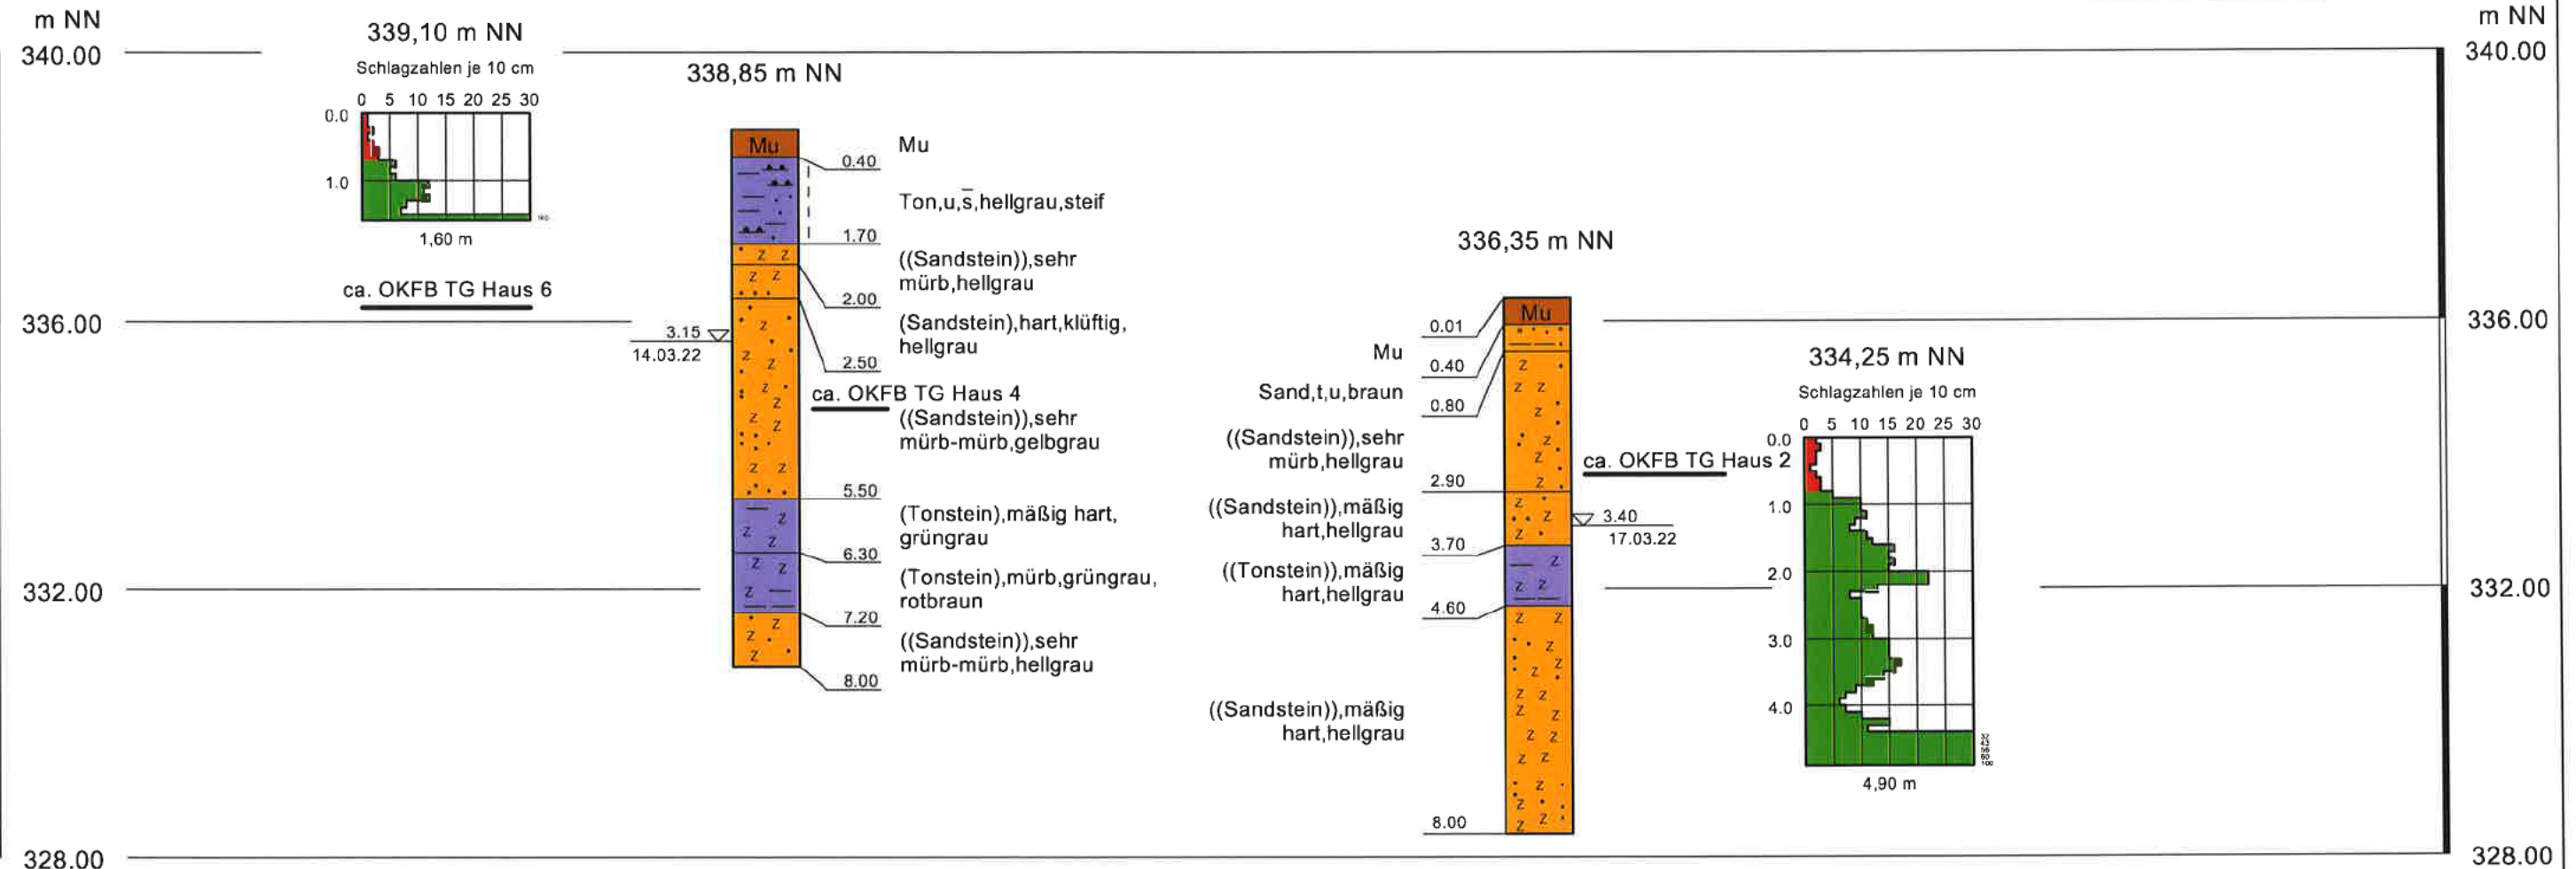 m NN
340.00
339,10 m NN
Schlagzahlen je 10 cm
0 5 10 15 20 25 30
0.0
1.0
1,60 m
ca. OKFB TG Haus 6
336.00
332.00
328.00
338,85 m NN
Mu
0.40
Mu
Ton,u,s̅,hellgrau,steif
1.70
((Sandstein)),sehr
mürb,hellgrau
2.00
(Sandstein),hart,klüftig,
hellgrau
2.50
3.15
14.03.22
ca. OKFB TG Haus 4
((Sandstein)),sehr
mürb-mürb,gelbgrau
5.50
(Tonstein),mäßig hart,
grüngrau
6.30
(Tonstein),mürb,grüngrau,
rotbraun
7.20
((Sandstein)),sehr
mürb-mürb,hellgrau
8.00
336,35 m NN
Mu
0.01
Mu
0.40
Sand,t,u,braun
0.80
((Sandstein)),sehr
mürb,hellgrau
2.90
((Sandstein)),mäßig
hart,hellgrau
3.70
((Tonstein)),mäßig
hart,hellgrau
4.60
((Sandstein)),mäßig
hart,hellgrau
8.00
ca. OKFB TG Haus 2
3.40
17.03.22
334,25 m NN
Schlagzahlen je 10 cm
0 5 10 15 20 25 30
0.0
1.0
2.0
3.0
4.0
4,90 m
m NN
340.00
336.00
332.00
328.00